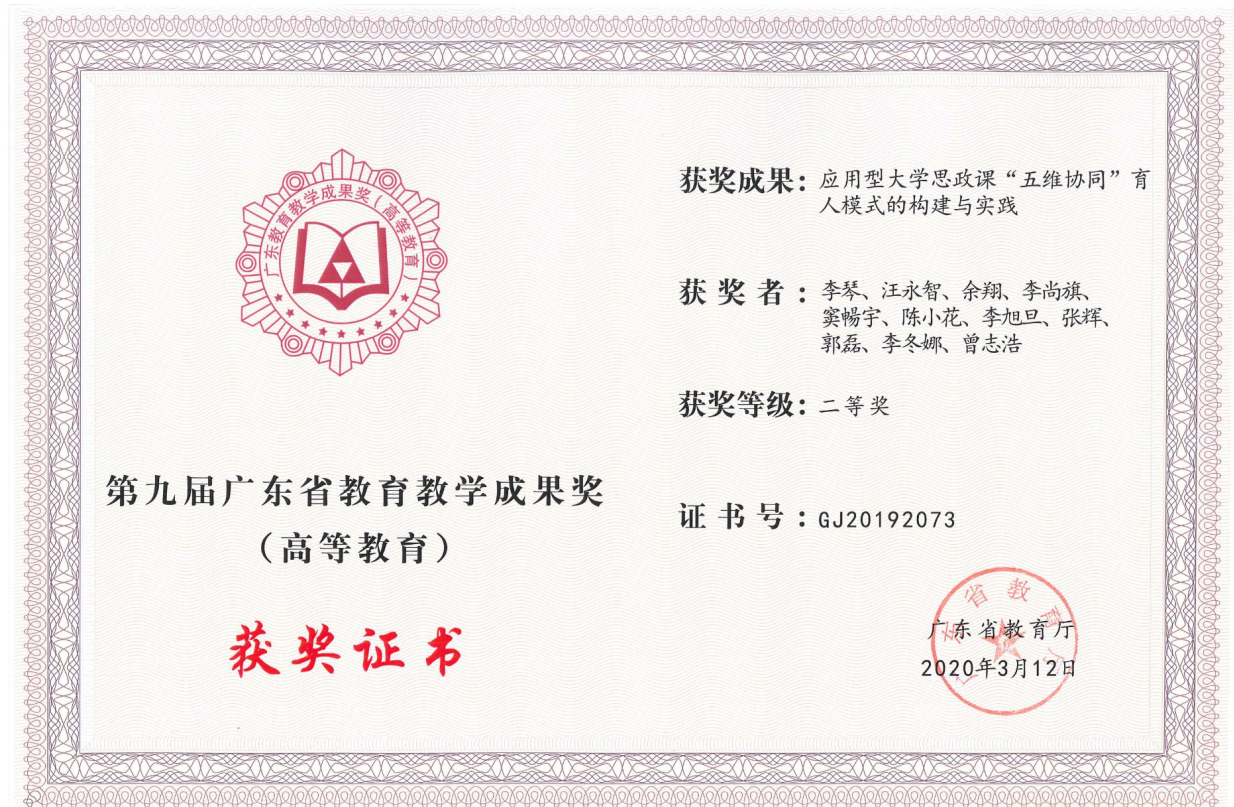 广东教育教学成果奖(高等教育)
第九届广东省教育教学成果奖
（高等教育）
获奖证书
获奖成果：应用型大学思政课“五维协同”育
人模式的构建与实践
获奖者：李琴、汪永智、余翔、李尚旗、
窦畅宇、陈小花、李旭旦、张辉、
郭磊、李冬娜、曾志浩
获奖等级：二等奖
证书号：GJ20192073
广东省教育厅
广东省教育厅
2020年3月12日